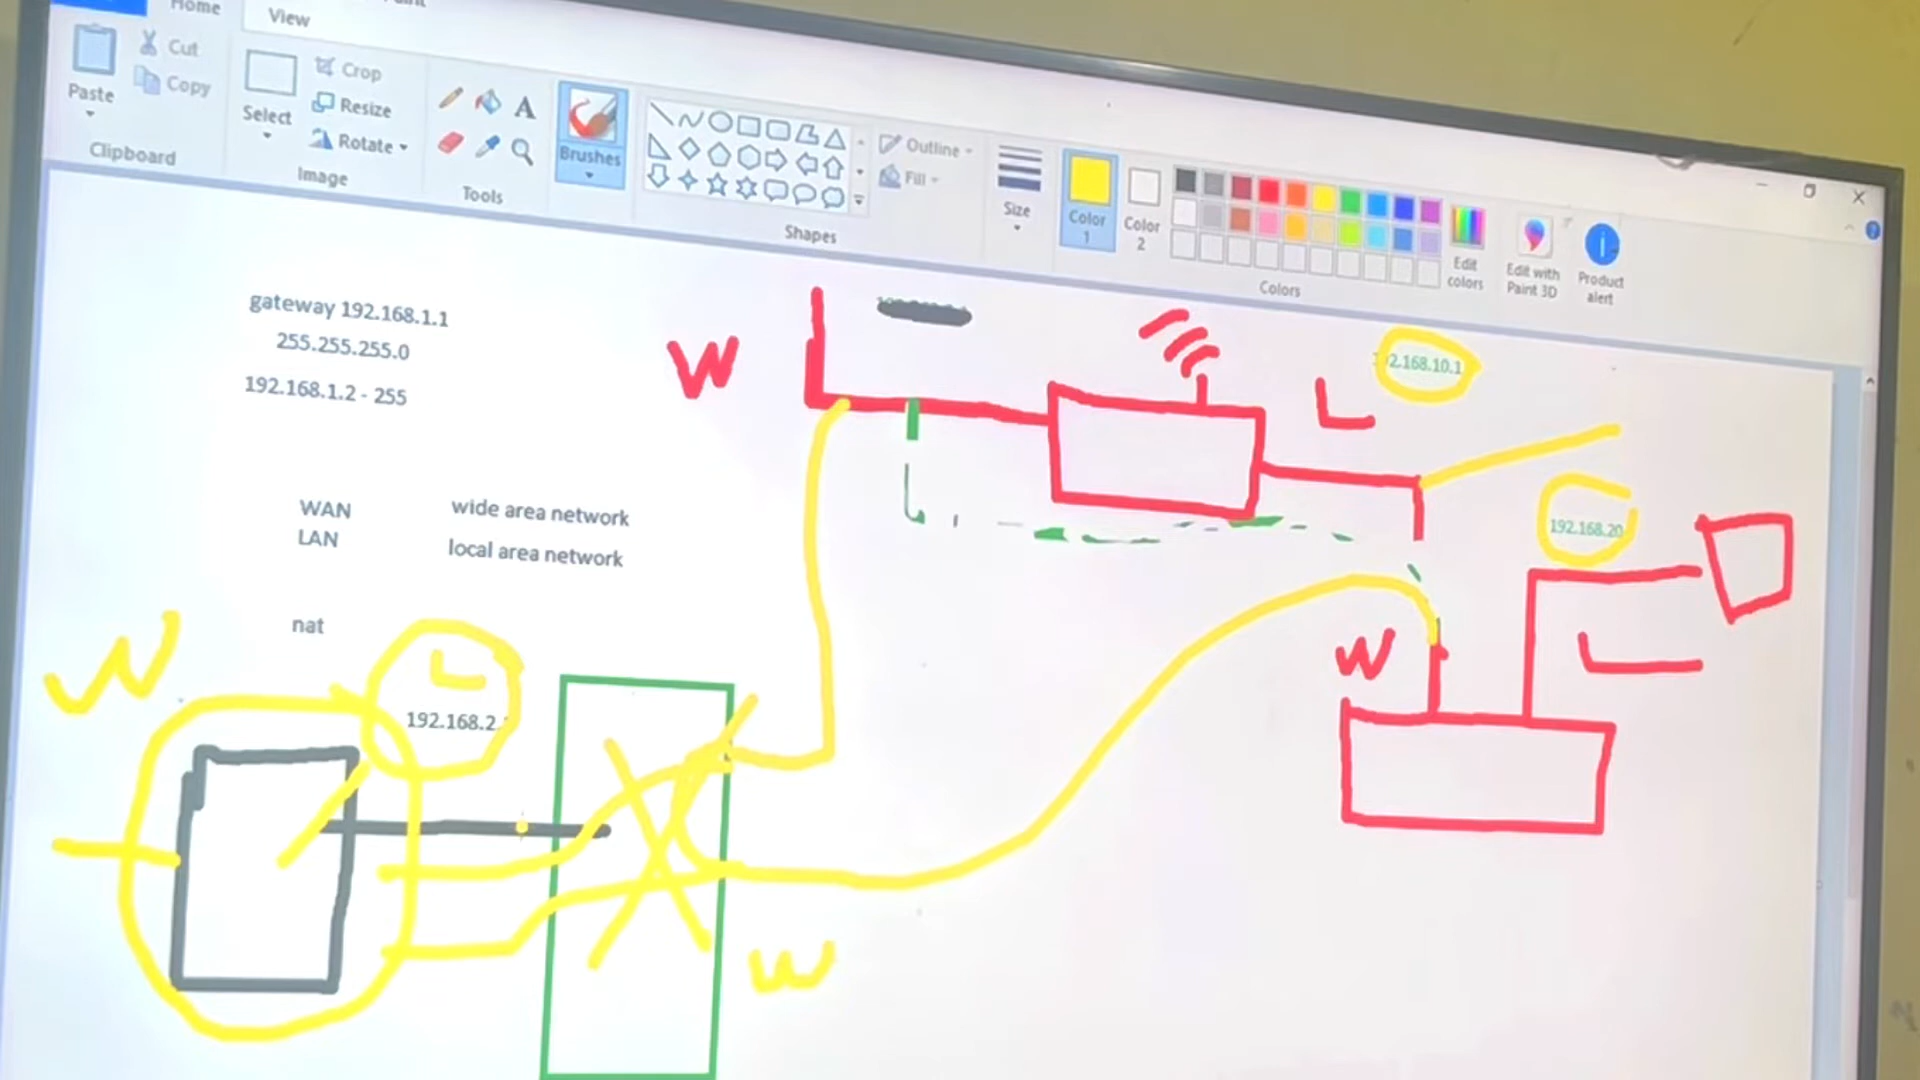 Home
View
Paste
Cut
Copy
Clipboard
Select
Crop
Resize
Rotate
Image
Tools
Brushes
Shapes
Outline
Fill
Size
Color 1
Color 2
Colors
Edit colors
Edit with Paint 3D
Product alert
gateway 192.168.1.1
255.255.255.0
192.168.1.2 - 255
WAN wide area network
LAN local area network
nat
W
L
192.168.2.
W
W
L
2.168.10.1
192.168.20
W
L